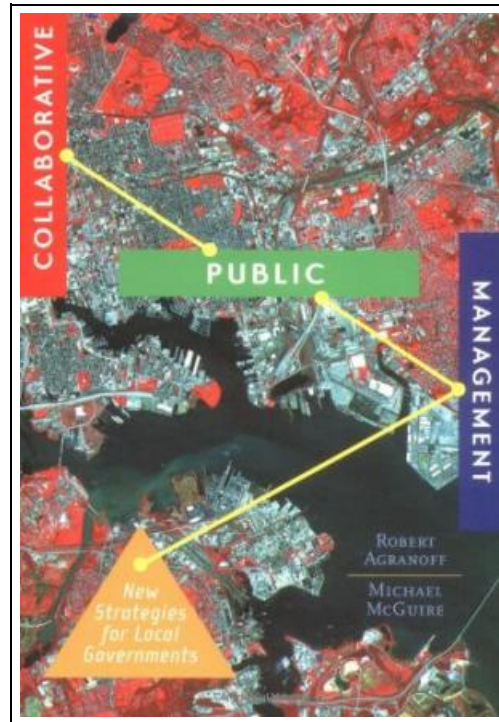 COLLABORATIVE
PUBLIC
MANAGEMENT
ROBERT
AGRANOFF
MICHAEL
MCGUIRE
New
Strategies
for Local
Governments